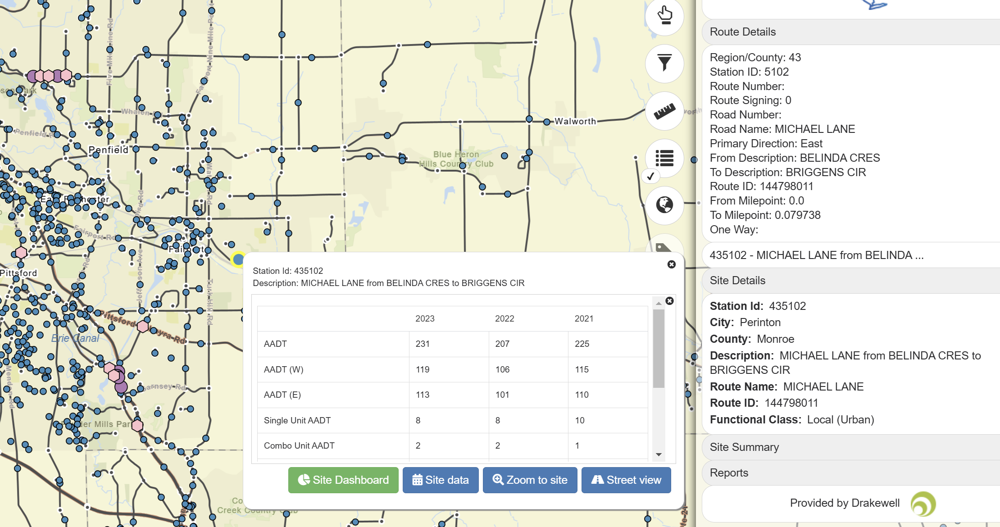 Five Mile Line Rd
Whalen Rd
Penfield Rd
Penfield
Walworth
Blue Heron
Hills Country Club
East Rochester
Fairport Rd
Fairport
Pittsford
Jefferson Ave
Turk Hill Rd
Erie Canal
Mendon Rd
Garnsey Rd
Powder Mills Park
Creek Country Club
Station Id: 435102
Description: MICHAEL LANE from BELINDA CRES to BRIGGENS CIR
2023 2022 2021
AADT 231 207 225
AADT (W) 119 106 115
AADT (E) 113 101 110
Single Unit AADT 8 8 10
Combo Unit AADT 2 2 1
Site Dashboard Site data Zoom to site Street view
Route Details
Region/County: 43
Station ID: 5102
Route Number:
Route Signing: 0
Road Number:
Road Name: MICHAEL LANE
Primary Direction: East
From Description: BELINDA CRES
To Description: BRIGGENS CIR
Route ID: 144798011
From Milepoint: 0.0
To Milepoint: 0.079738
One Way:
435102 - MICHAEL LANE from BELINDA ...
Site Details
Station Id: 435102
City: Perinton
County: Monroe
Description: MICHAEL LANE from BELINDA CRES to
BRIGGENS CIR
Route Name: MICHAEL LANE
Route ID: 144798011
Functional Class: Local (Urban)
Site Summary
Reports
Provided by Drakewell